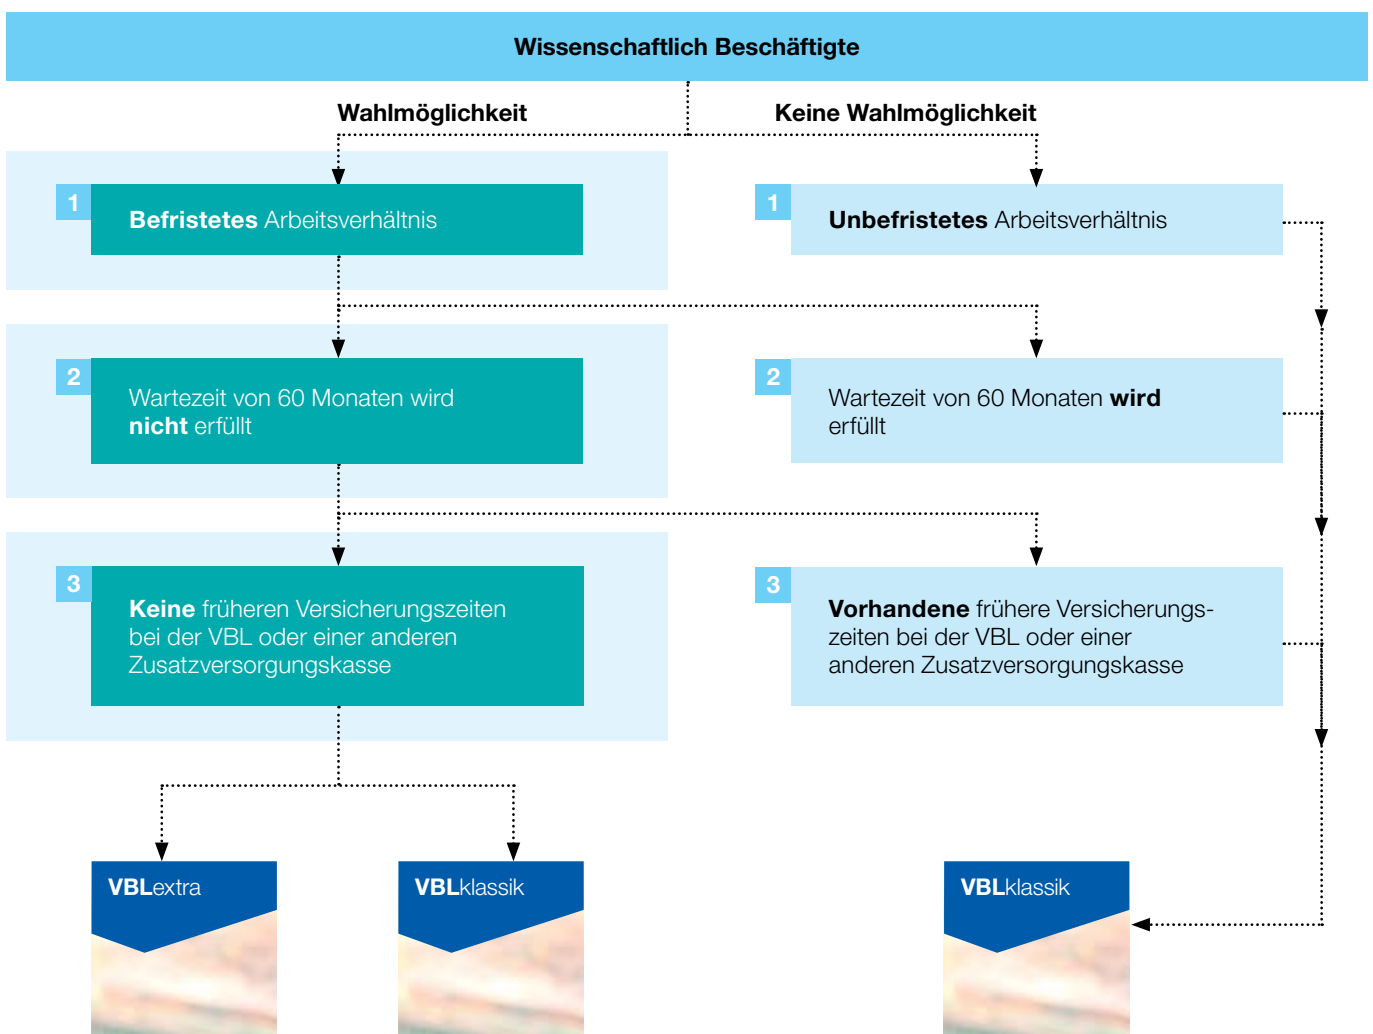 Wissenschaftlich Beschäftigte
Wahlmöglichkeit
Keine Wahlmöglichkeit
1
Befristetes Arbeitsverhältnis
1
Unbefristetes Arbeitsverhältnis
2
Wartezeit von 60 Monaten wird
nicht erfüllt
2
Wartezeit von 60 Monaten wird
erfüllt
3
Keine früheren Versicherungszeiten
bei der VBL oder einer anderen
Zusatzversorgungskasse
3
Vorhandene frühere Versicherungs-
zeiten bei der VBL oder einer
anderen Zusatzversorgungskasse
VBLextra
VBLklassik
VBLklassik